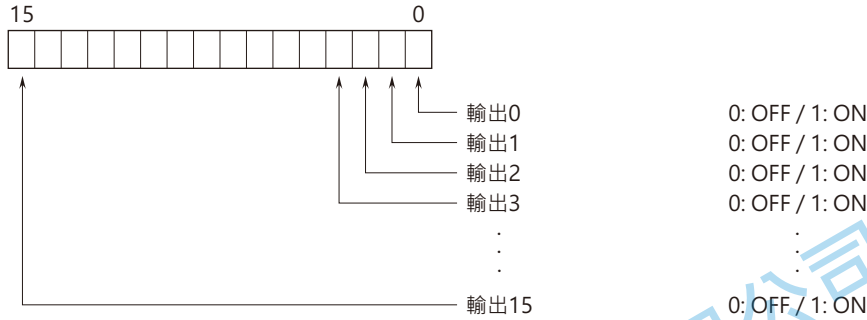 15 0
輸出0 0: OFF / 1: ON
輸出1 0: OFF / 1: ON
輸出2 0: OFF / 1: ON
輸出3 0: OFF / 1: ON
. .
. .
. .
輸出15 0: OFF / 1: ON
公司